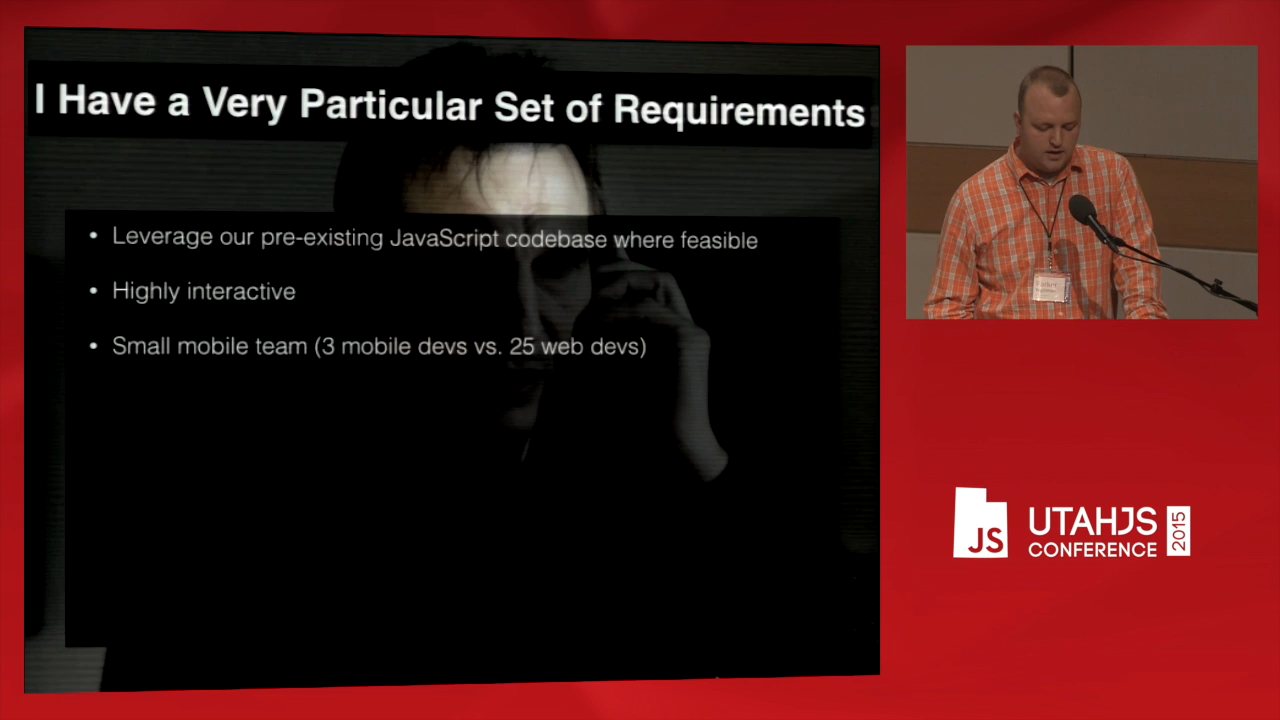 I Have a Very Particular Set of Requirements
• Leverage our pre-existing JavaScript codebase where feasible
• Highly interactive
• Small mobile team (3 mobile devs vs. 25 web devs)
JS
UTAHJS
CONFERENCE
2015